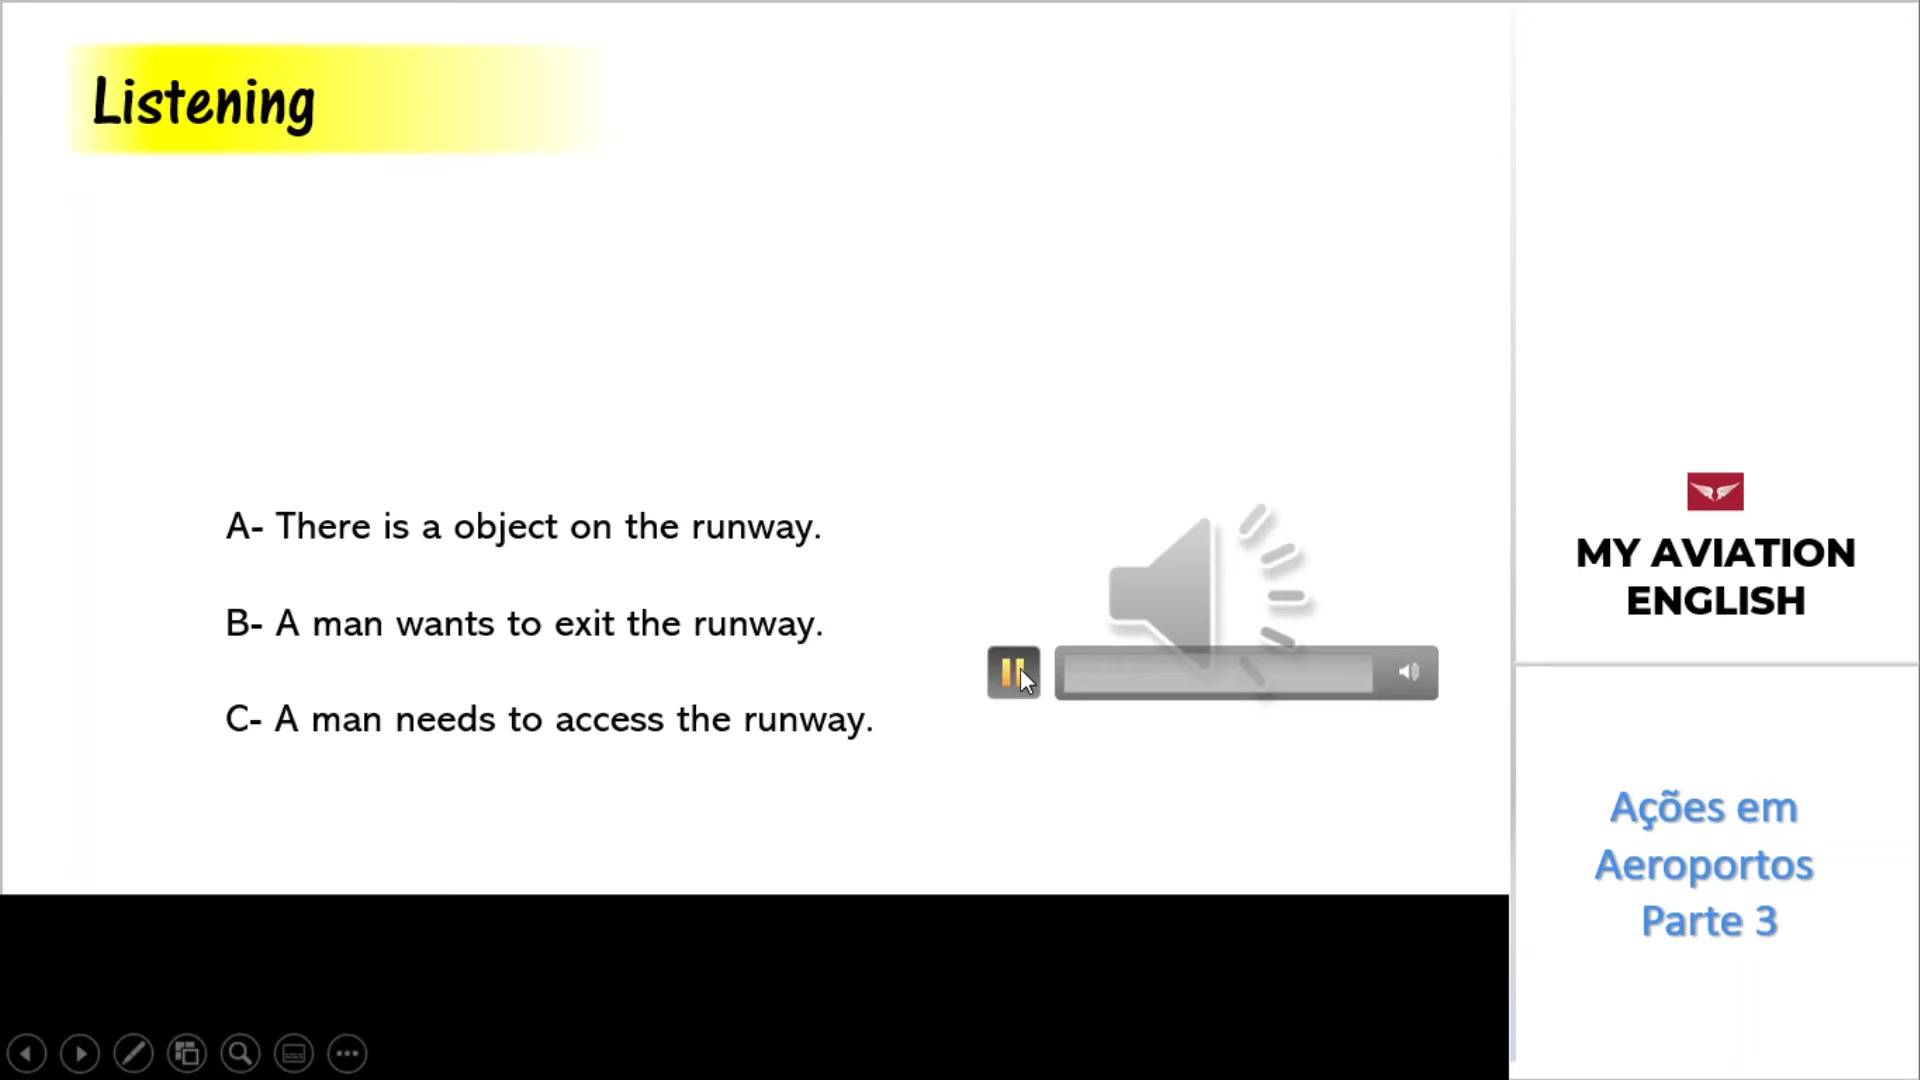 Listening
A- There is a object on the runway.
B- A man wants to exit the runway.
C- A man needs to access the runway.
MY AVIATION
ENGLISH
Ações em
Aeroportos
Parte 3